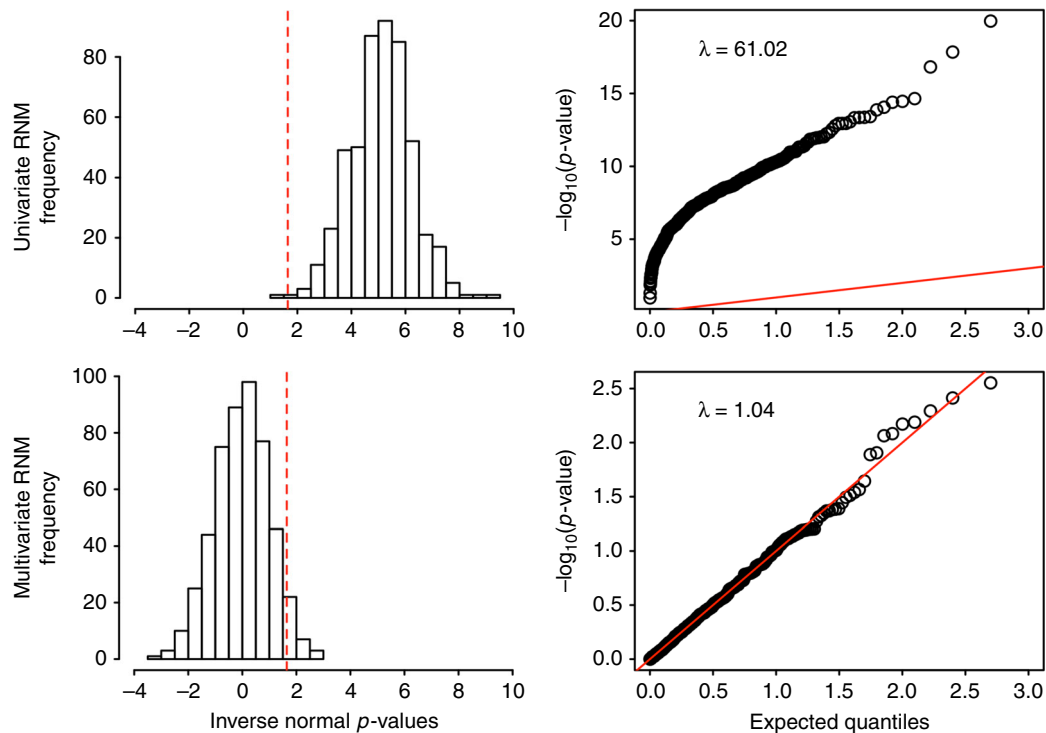 Univariate RNM
frequency
80
60
40
20
0
–4 –2 0 2 4 6 8 10
–log10(p-value)
20
15
10
5
λ = 61.02
0.0 0.5 1.0 1.5 2.0 2.5 3.0
Multivariate RNM
frequency
100
80
60
40
20
0
–4 –2 0 2 4 6 8 10
Inverse normal p-values
–log10(p-value)
2.5
2.0
1.5
1.0
0.5
0.0
λ = 1.04
0.0 0.5 1.0 1.5 2.0 2.5 3.0
Expected quantiles